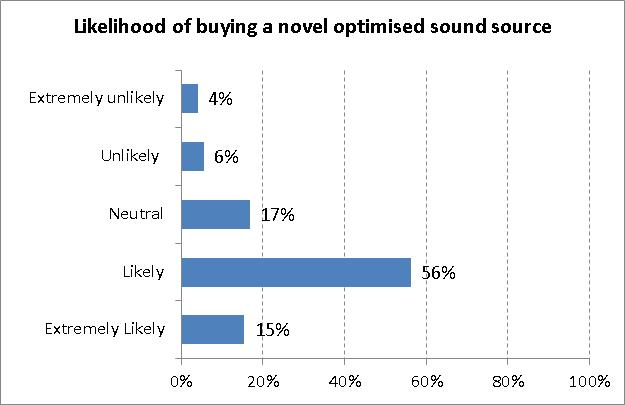 Likelihood of buying a novel optimised sound source
Extremely unlikely 4%
Unlikely 6%
Neutral 17%
Likely 56%
Extremely Likely 15%
0% 20% 40% 60% 80% 100%